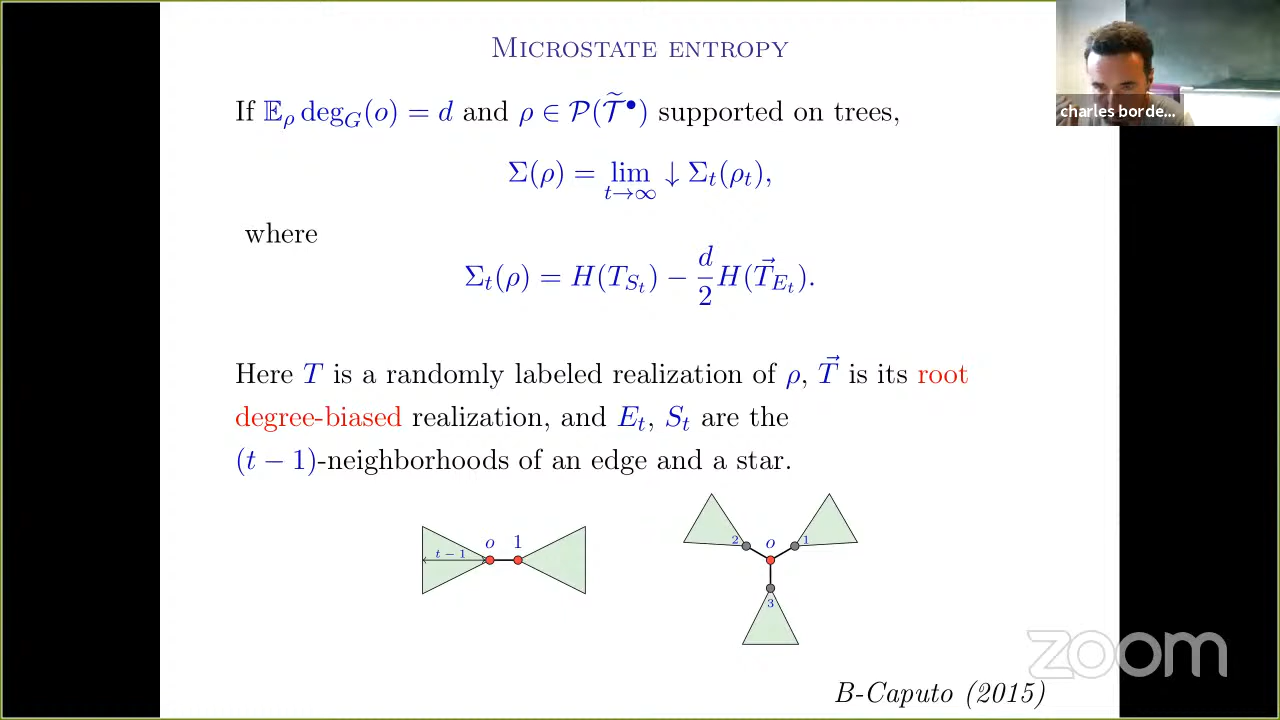 MICROSTATE ENTROPY
If 𝔼_ρ deg_G(o) = d and ρ ∈ 𝒫(𝒯̃^•) supported on trees,
Σ(ρ) = lim_{t→∞} ↓ Σ_t(ρ_t),
where
Σ_t(ρ) = H(T_{S_t}) − d/2 H(T⃗_{E_t}).
Here T is a randomly labeled realization of ρ, T⃗ is its root
degree-biased realization, and E_t, S_t are the
(t − 1)-neighborhoods of an edge and a star.
t − 1 o 1
2 o 1
3
B-Caputo (2015)
charles borde...
zoom